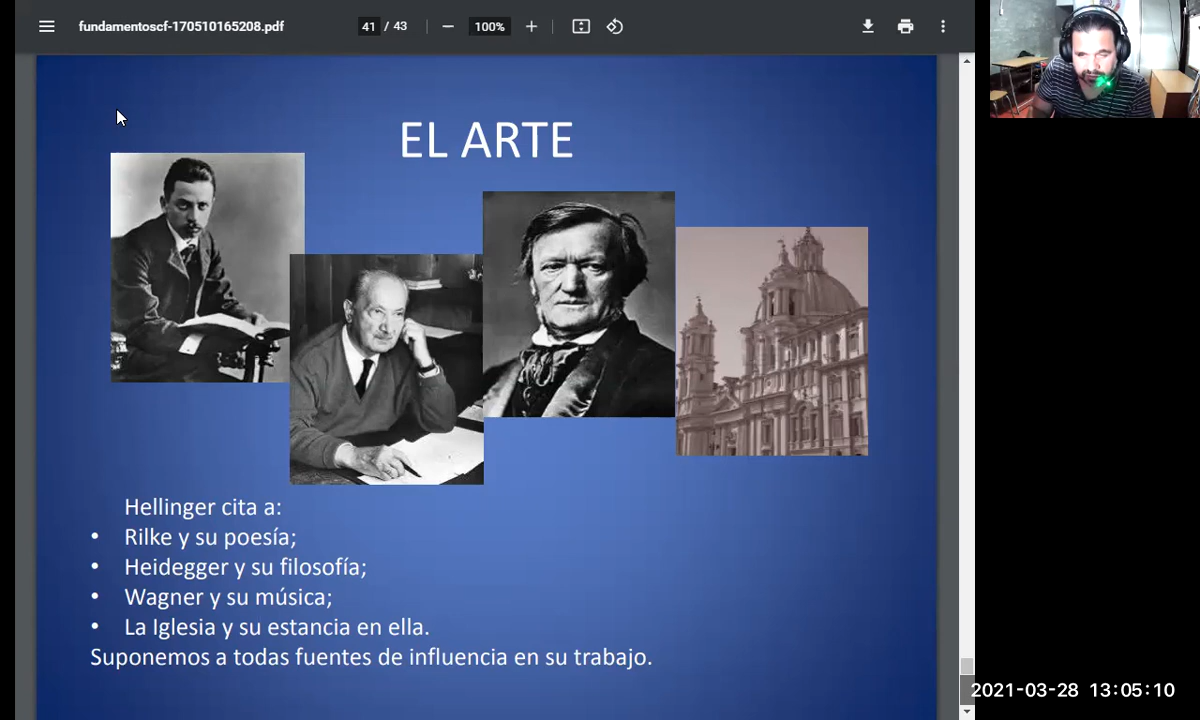 fundamentoscf-170510165208.pdf
41 / 43
100%
EL ARTE
Hellinger cita a:
• Rilke y su poesía;
• Heidegger y su filosofía;
• Wagner y su música;
• La Iglesia y su estancia en ella.
Suponemos a todas fuentes de influencia en su trabajo.
2021-03-28 13:05:10